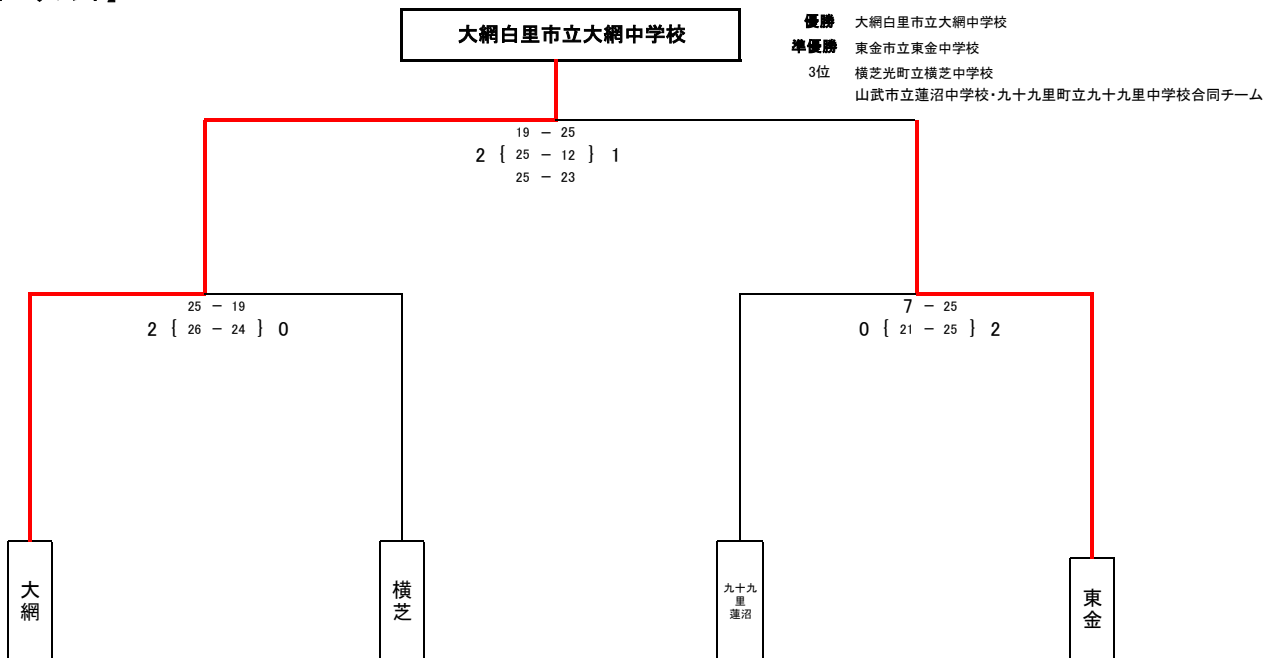 大網白里市立大網中学校
優勝 大網白里市立大網中学校
準優勝 東金市立東金中学校
3位 横芝光町立横芝中学校
山武市立蓮沼中学校・九十九里町立九十九里中学校合同チーム
19 － 25
2 { 25 － 12 } 1
25 － 23
25 － 19
2 { 26 － 24 } 0
7 － 25
0 { 21 － 25 } 2
大網
横芝
九十九
里
蓮沼
東金